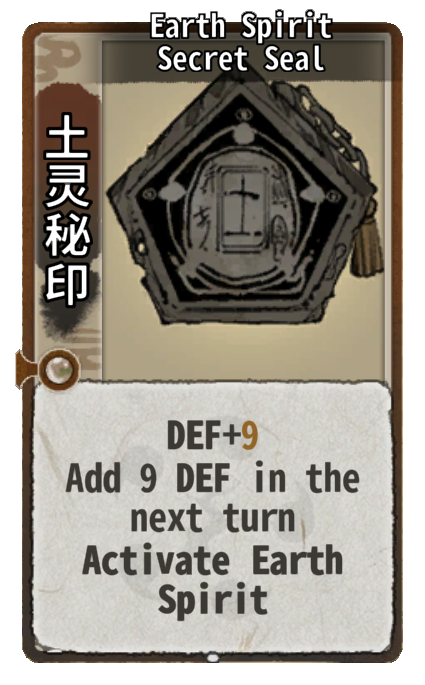 Earth Spirit
Secret Seal
土灵秘印
土
DEF+9
Add 9 DEF in the
next turn
Activate Earth
Spirit